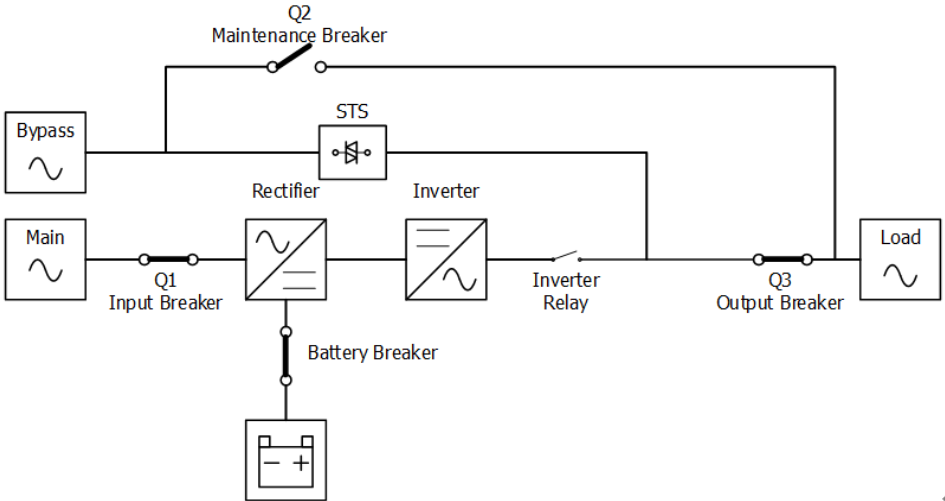 Q2
Maintenance Breaker
STS
Bypass
Rectifier
Inverter
Main
Load
Q1
Input Breaker
Inverter
Relay
Q3
Output Breaker
Battery Breaker
− +